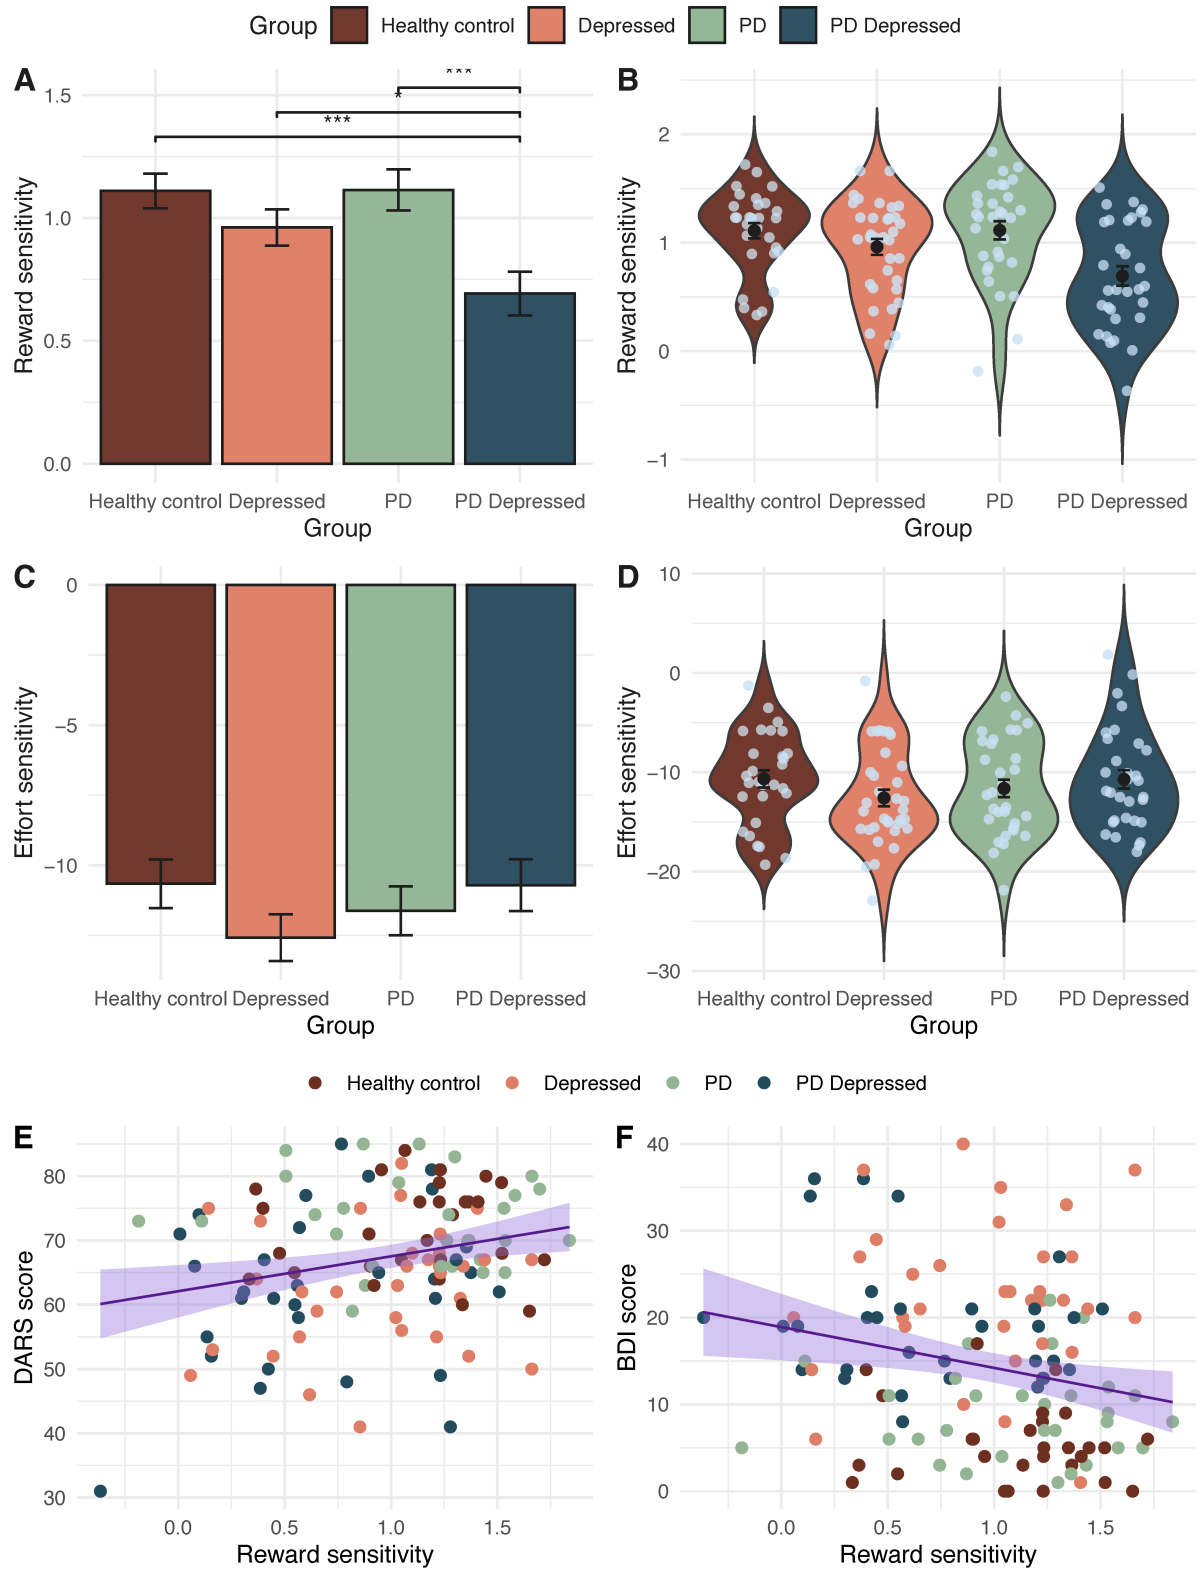 Group Healthy control Depressed PD PD Depressed
A
***
*
***
1.5
1.0
0.5
0.0
Reward sensitivity
Healthy control Depressed PD PD Depressed
Group
B
2
1
0
−1
Reward sensitivity
Healthy control Depressed PD PD Depressed
Group
C
0
−5
−10
Effort sensitivity
Healthy control Depressed PD PD Depressed
Group
D
10
0
−10
−20
−30
Effort sensitivity
Healthy control Depressed PD PD Depressed
Group
Healthy control Depressed PD PD Depressed
E
80
70
60
50
40
30
DARS score
0.0 0.5 1.0 1.5
Reward sensitivity
F
40
30
20
10
0
BDI score
0.0 0.5 1.0 1.5
Reward sensitivity